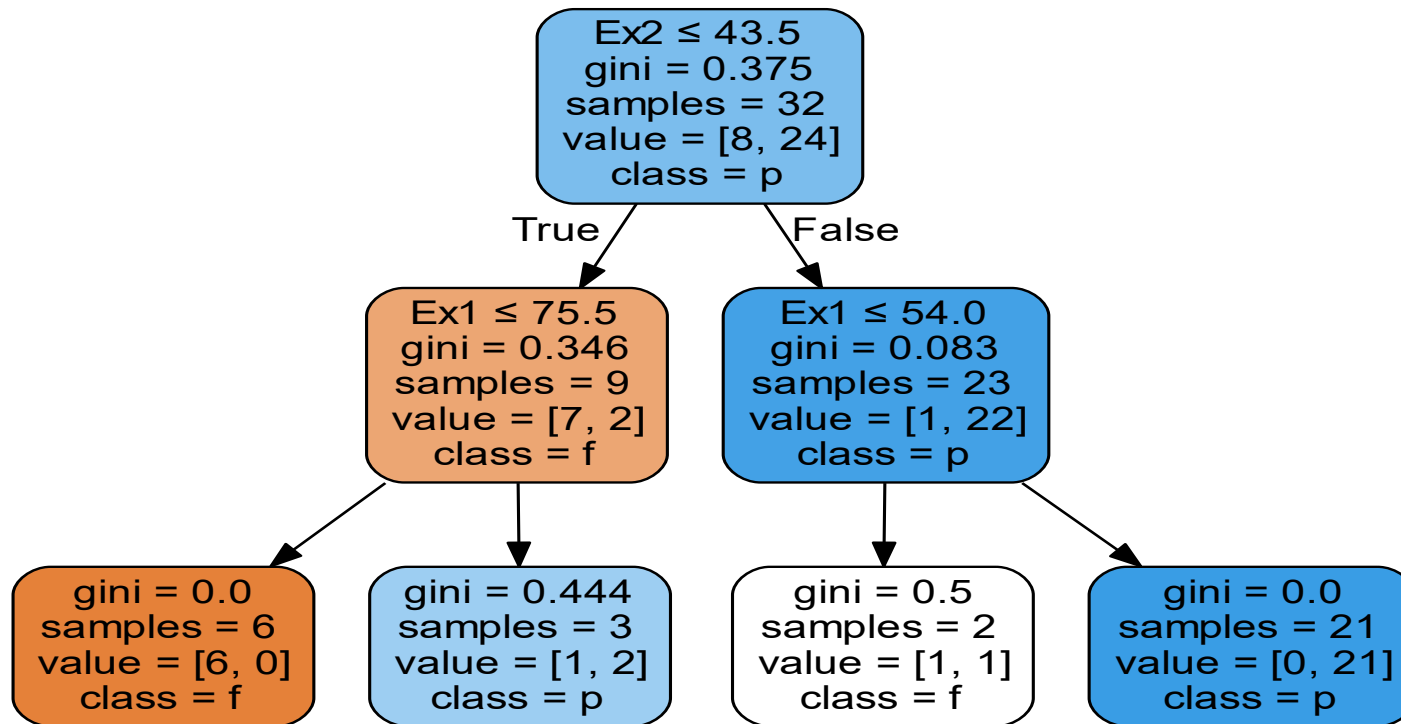 Ex2 ≤ 43.5
gini = 0.375
samples = 32
value = [8, 24]
class = p
True
False
Ex1 ≤ 75.5
gini = 0.346
samples = 9
value = [7, 2]
class = f
Ex1 ≤ 54.0
gini = 0.083
samples = 23
value = [1, 22]
class = p
gini = 0.0
samples = 6
value = [6, 0]
class = f
gini = 0.444
samples = 3
value = [1, 2]
class = p
gini = 0.5
samples = 2
value = [1, 1]
class = f
gini = 0.0
samples = 21
value = [0, 21]
class = p